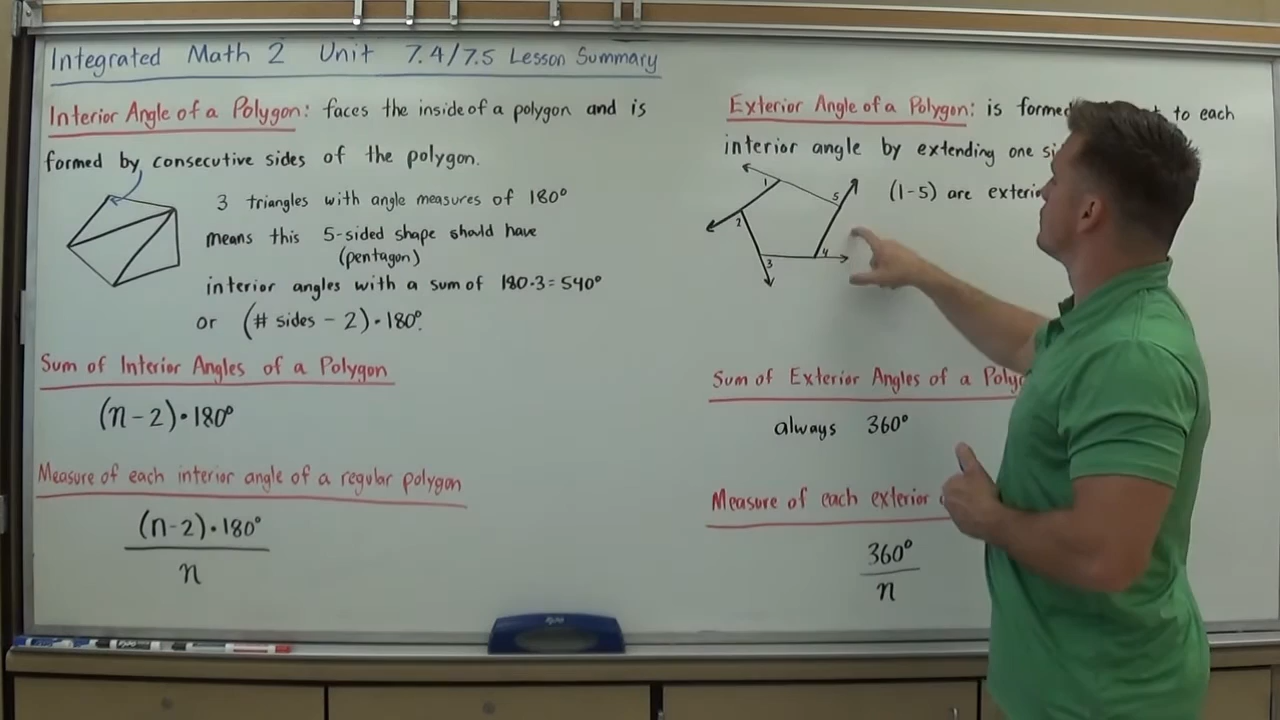 Integrated Math 2 Unit 7.4/7.5 Lesson Summary
Interior Angle of a Polygon: faces the inside of a polygon and is
formed by consecutive sides of the polygon.
3 triangles with angle measures of 180°
means this 5-sided shape should have
(pentagon)
interior angles with a sum of 180·3=540°
or (# sides - 2)·180°.
Sum of Interior Angles of a Polygon
(n-2)·180°
Measure of each interior angle of a regular polygon
(n-2)·180°
n
Exterior Angle of a Polygon: is to each
interior angle by extending one
1
2
3
4
5
(1-5) are
Sum of Exterior Angles of a
always 360°
Measure of each exterior
360°
n